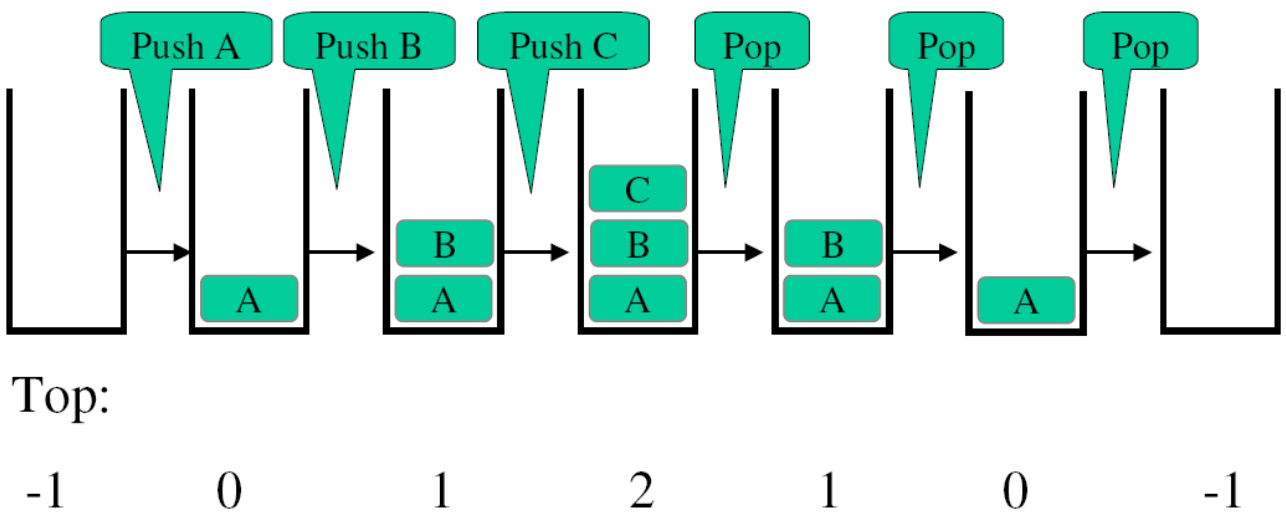 Push A Push B Push C Pop Pop Pop
C
B B B
A A A A A
Top:
-1 0 1 2 1 0 -1